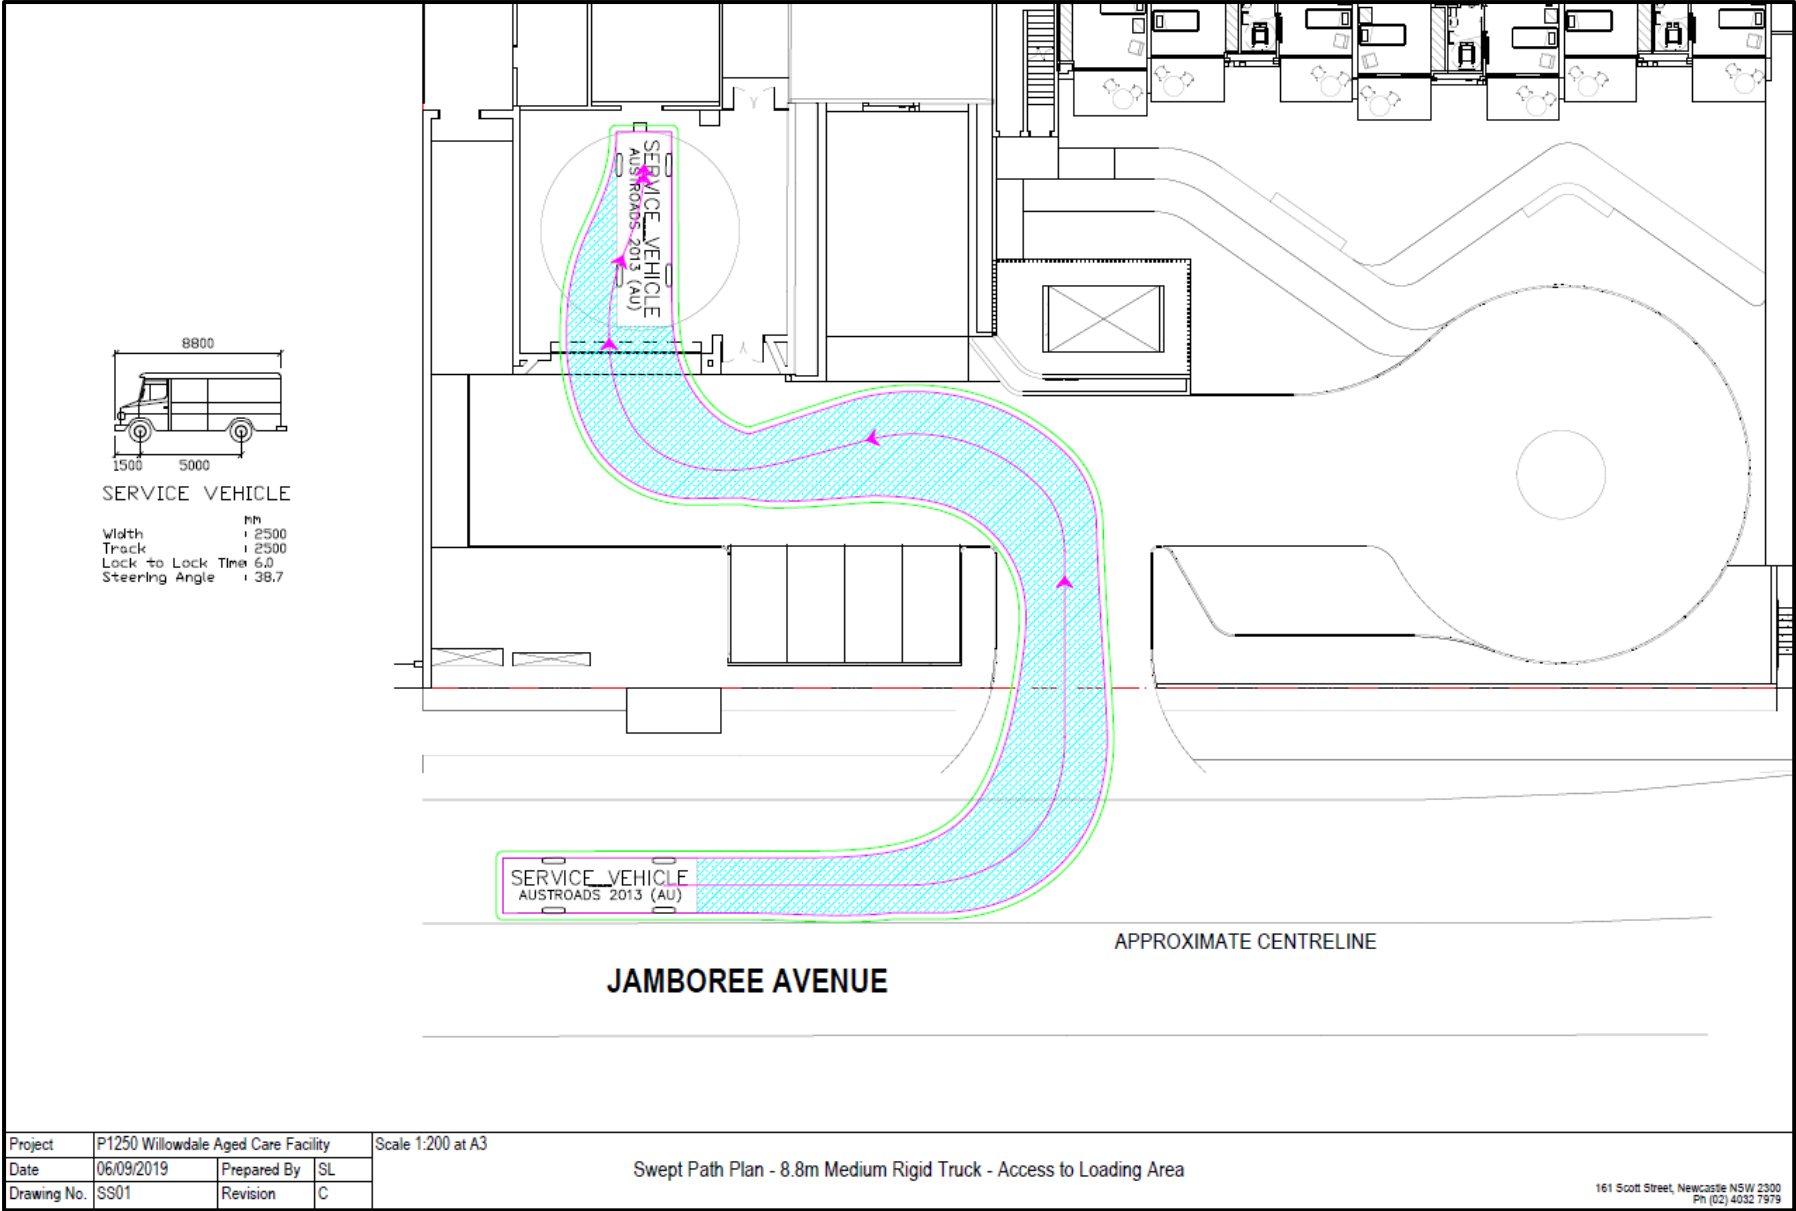 SERVICE_VEHICLE
AUSTROADS 2013 (AU)
8800
1500 5000
SERVICE VEHICLE
mm
Width : 2500
Track : 2500
Lock to Lock Time : 6.0
Steering Angle : 38.7
SERVICE_VEHICLE
AUSTROADS 2013 (AU)
APPROXIMATE CENTRELINE
JAMBOREE AVENUE
Project P1250 Willowdale Aged Care Facility Scale 1:200 at A3
Date 06/09/2019 Prepared By SL
Drawing No. SS01 Revision C
Swept Path Plan - 8.8m Medium Rigid Truck - Access to Loading Area
161 Scott Street, Newcastle NSW 2300
Ph (02) 4032 7979